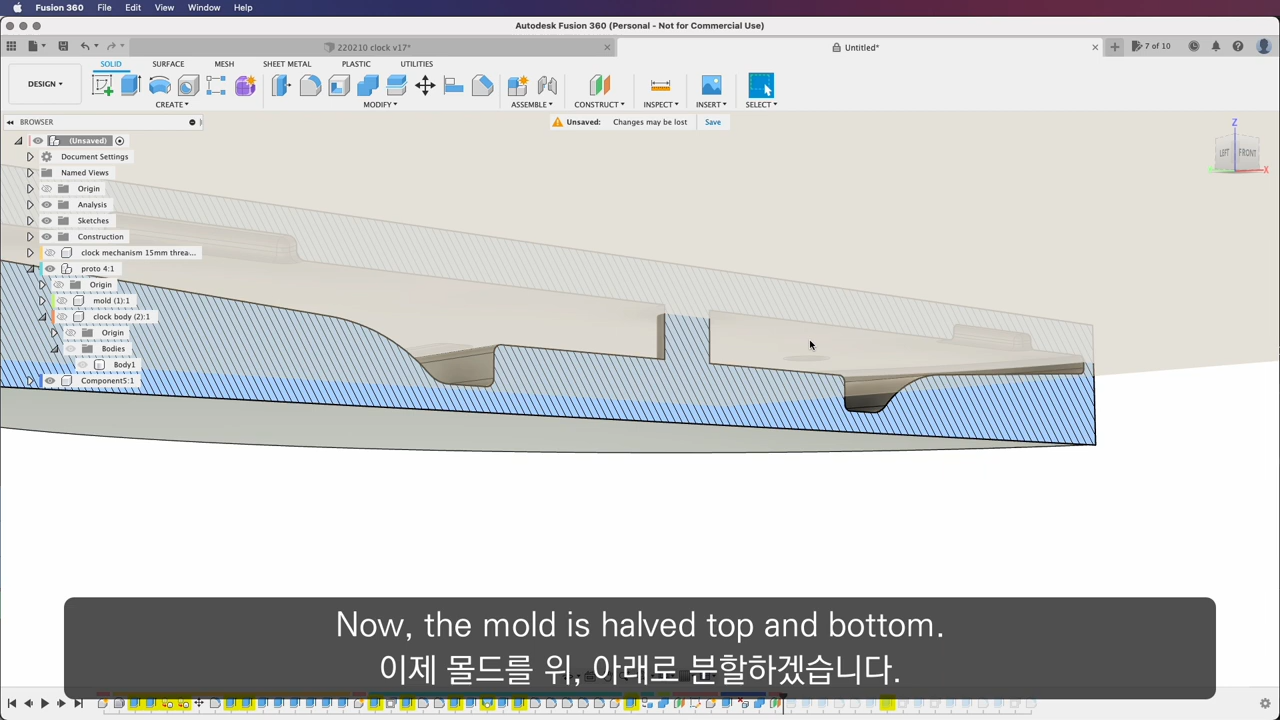 Fusion 360 File Edit View Window Help
Autodesk Fusion 360 (Personal - Not for Commercial Use)
220210 clock v17*
Untitled*
7 of 10
DESIGN
SOLID SURFACE MESH SHEET METAL PLASTIC UTILITIES
CREATE MODIFY ASSEMBLE CONSTRUCT INSPECT INSERT SELECT
BROWSER
Unsaved: Changes may be lost Save
(Unsaved)
Document Settings
Named Views
Origin
Analysis
Sketches
Construction
clock mechanism 15mm threa...
proto 4:1
Origin
mold (1):1
clock body (2):1
Origin
Bodies
Body1
Component5:1
Z
LEFT FRONT
X
Now, the mold is halved top and bottom.
이제 몰드를 위, 아래로 분할하겠습니다.